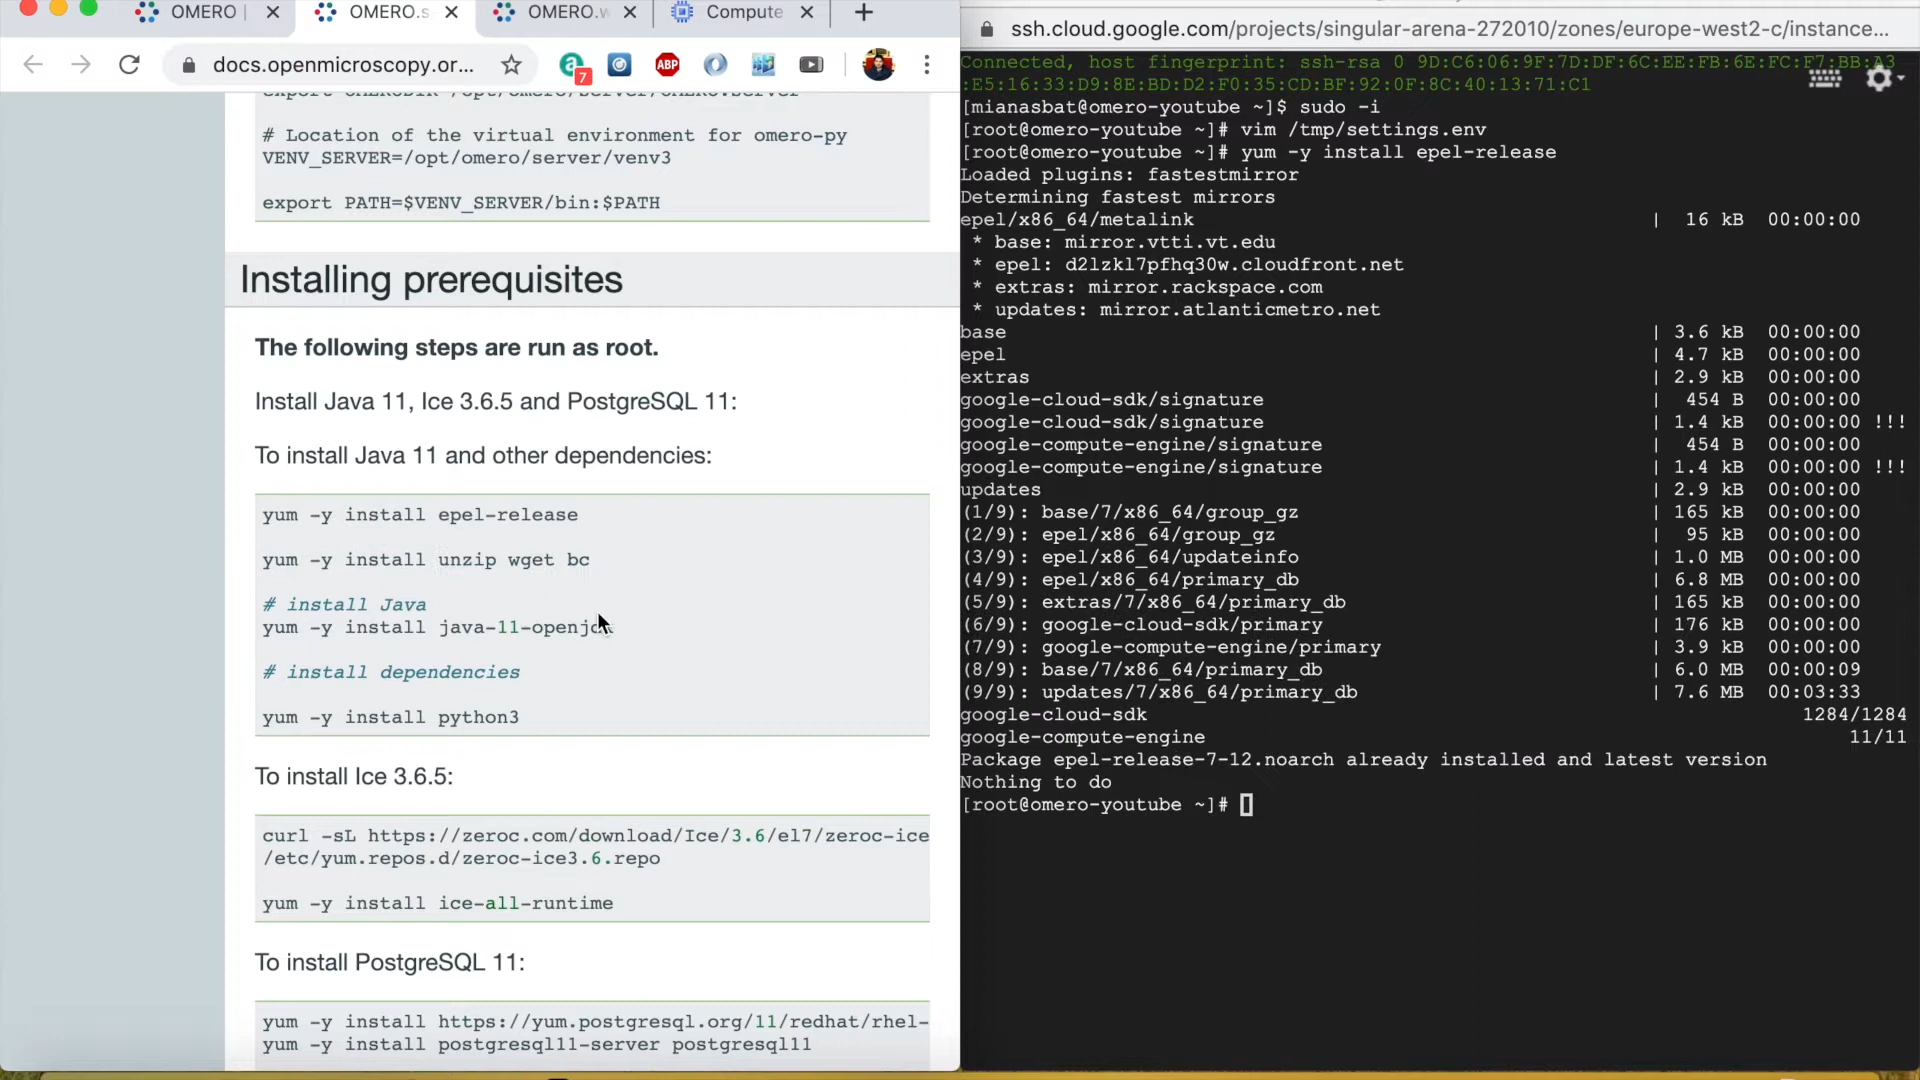 OMERO |
OMERO.s
OMERO.w
Compute
docs.openmicroscopy.or...
7
ABP
# Location of the virtual environment for omero-py
VENV_SERVER=/opt/omero/server/venv3
export PATH=$VENV_SERVER/bin:$PATH
Installing prerequisites
The following steps are run as root.
Install Java 11, Ice 3.6.5 and PostgreSQL 11:
To install Java 11 and other dependencies:
yum -y install epel-release
yum -y install unzip wget bc
# install Java
yum -y install java-11-openj
# install dependencies
yum -y install python3
To install Ice 3.6.5:
curl -sL https://zeroc.com/download/Ice/3.6/el7/zeroc-ice
/etc/yum.repos.d/zeroc-ice3.6.repo
yum -y install ice-all-runtime
To install PostgreSQL 11:
yum -y install https://yum.postgresql.org/11/redhat/rhel-
yum -y install postgresql11-server postgresql11
ssh.cloud.google.com/projects/singular-arena-272010/zones/europe-west2-c/instance...
Connected, host fingerprint: ssh-rsa 0 9D:C6:06:9F:7D:DF:6C:EE:FB:6E:FC:F7:BB:A3
:E5:16:33:D9:8E:BD:D2:F0:35:CD:BF:92:0F:8C:40:13:71:C1
[mianasbat@omero-youtube ~]$ sudo -i
[root@omero-youtube ~]# vim /tmp/settings.env
[root@omero-youtube ~]# yum -y install epel-release
Loaded plugins: fastestmirror
Determining fastest mirrors
epel/x86_64/metalink | 16 kB 00:00:00
* base: mirror.vtti.vt.edu
* epel: d2lzkl7pfhq30w.cloudfront.net
* extras: mirror.rackspace.com
* updates: mirror.atlanticmetro.net
base | 3.6 kB 00:00:00
epel | 4.7 kB 00:00:00
extras | 2.9 kB 00:00:00
google-cloud-sdk/signature | 454 B 00:00:00
google-cloud-sdk/signature | 1.4 kB 00:00:00 !!!
google-compute-engine/signature | 454 B 00:00:00
google-compute-engine/signature | 1.4 kB 00:00:00 !!!
updates | 2.9 kB 00:00:00
(1/9): base/7/x86_64/group_gz | 165 kB 00:00:00
(2/9): epel/x86_64/group_gz | 95 kB 00:00:00
(3/9): epel/x86_64/updateinfo | 1.0 MB 00:00:00
(4/9): epel/x86_64/primary_db | 6.8 MB 00:00:00
(5/9): extras/7/x86_64/primary_db | 165 kB 00:00:00
(6/9): google-cloud-sdk/primary | 176 kB 00:00:00
(7/9): google-compute-engine/primary | 3.9 kB 00:00:00
(8/9): base/7/x86_64/primary_db | 6.0 MB 00:00:09
(9/9): updates/7/x86_64/primary_db | 7.6 MB 00:03:33
google-cloud-sdk 1284/1284
google-compute-engine 11/11
Package epel-release-7-12.noarch already installed and latest version
Nothing to do
[root@omero-youtube ~]#